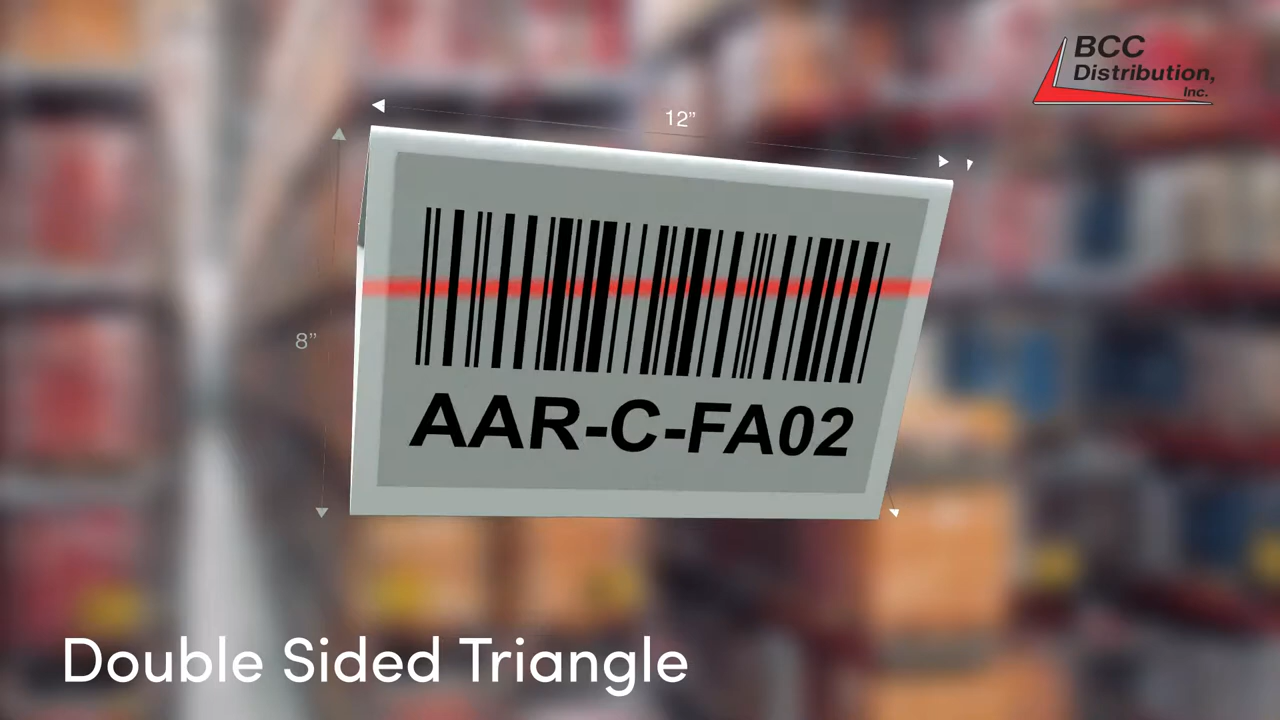 BCC
Distribution,
Inc.
12”
8”
AAR-C-FA02
Double Sided Triangle